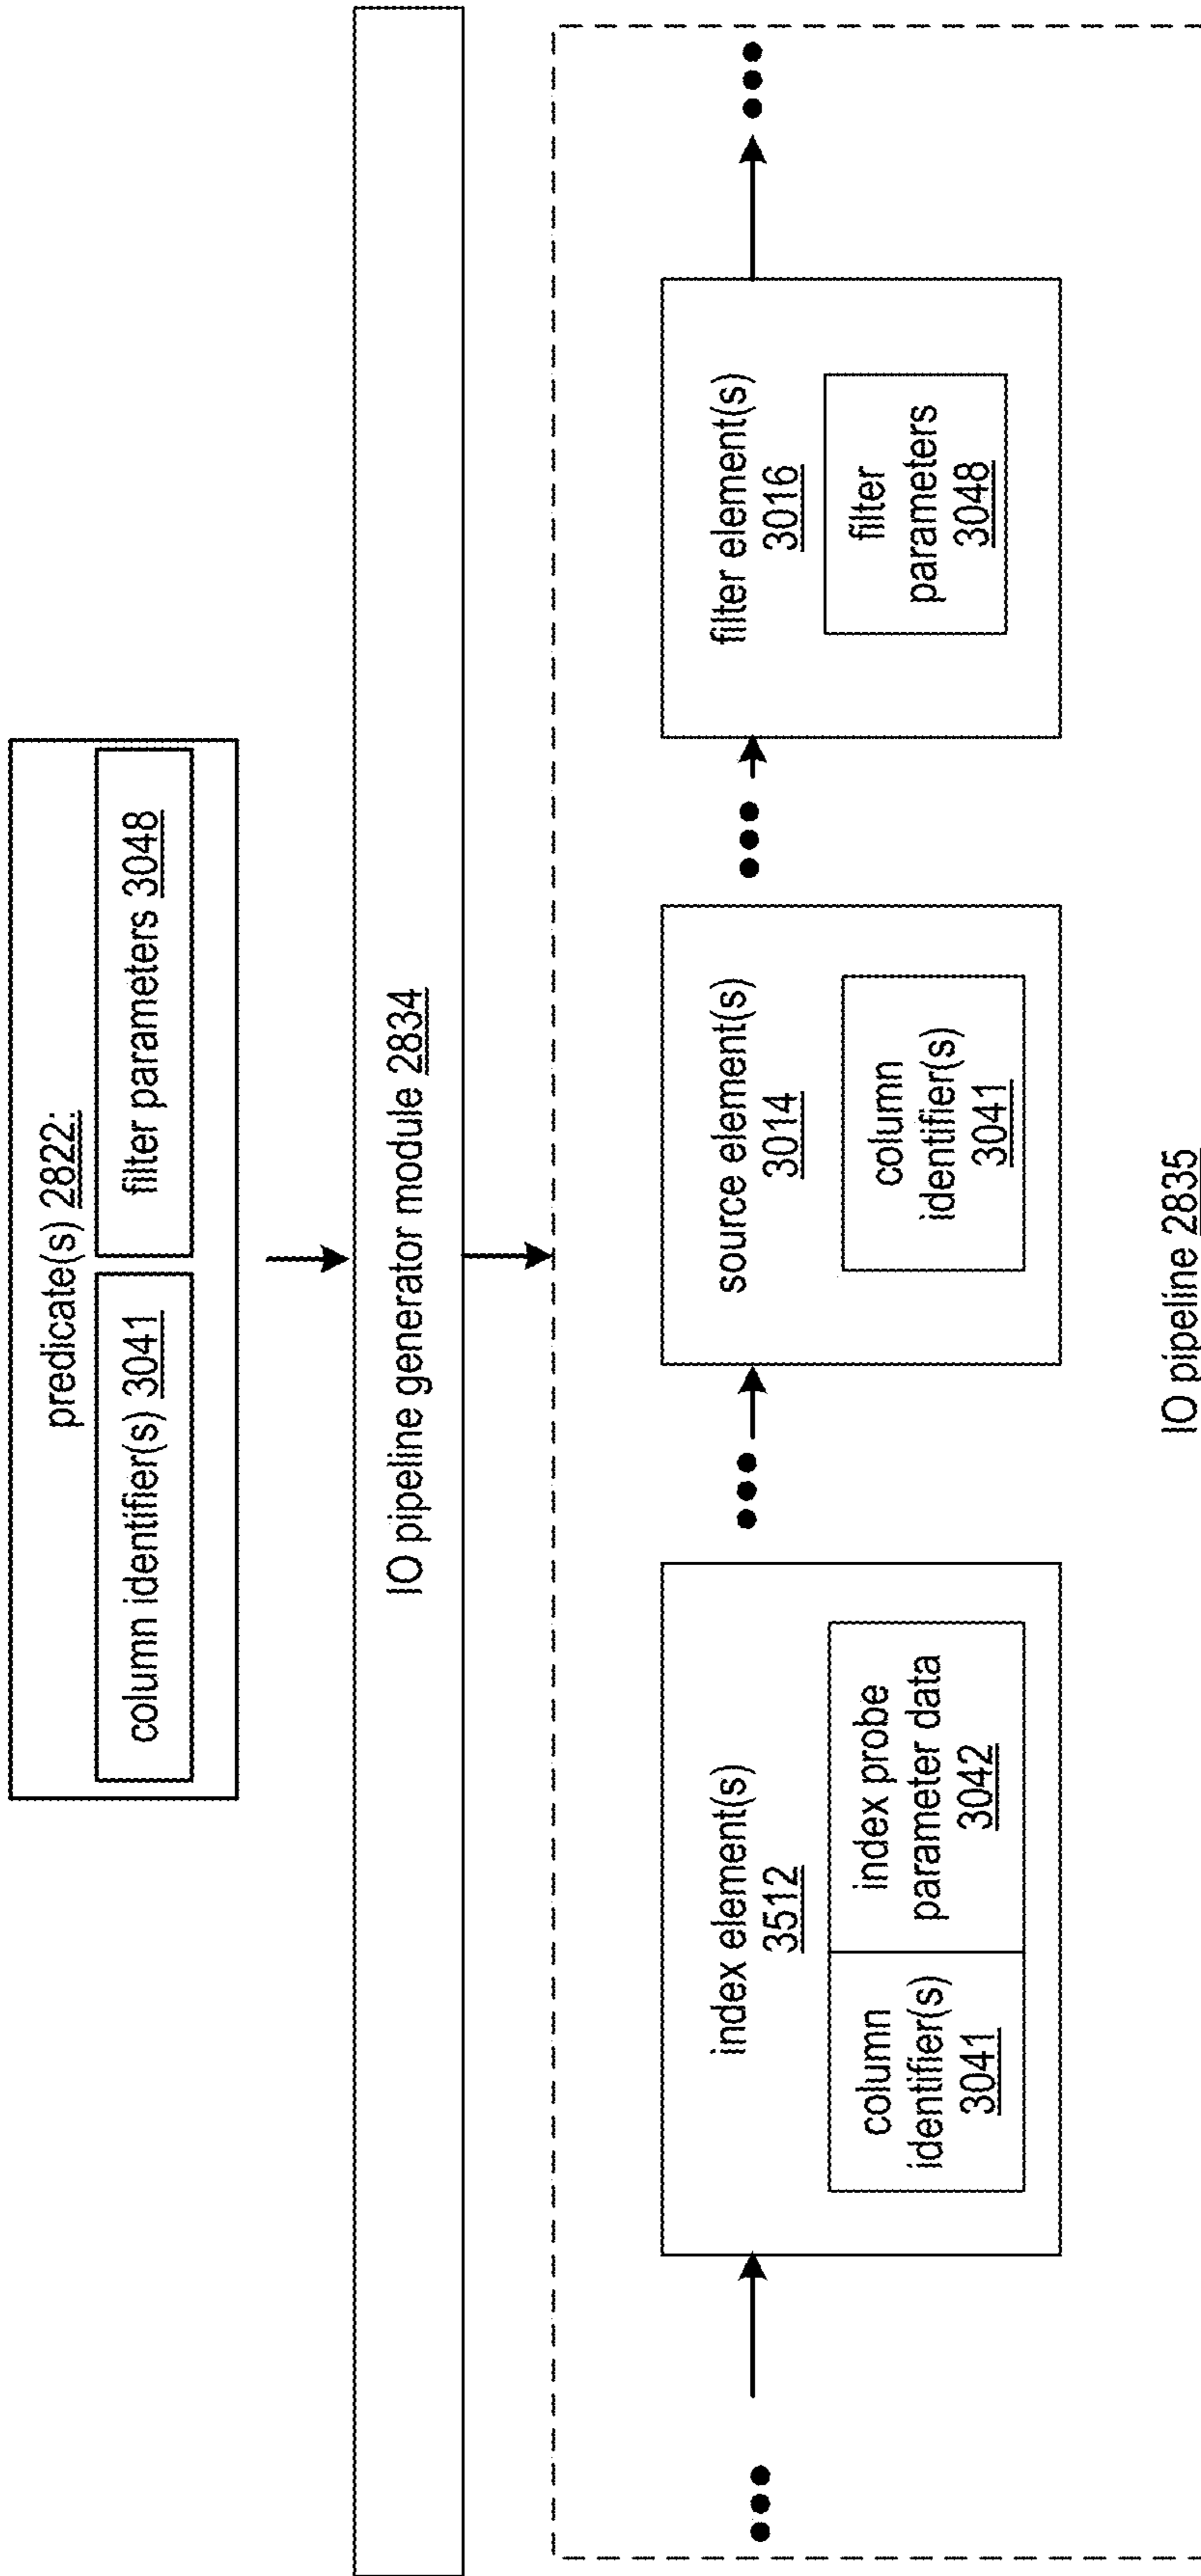 predicate(s) 2822:
column identifier(s) 3041
filter parameters 3048
IO pipeline generator module 2834
index element(s)
3512
column
identifier(s)
3041
index probe
parameter data
3042
source element(s)
3014
column
identifier(s)
3041
filter element(s)
3016
filter
parameters
3048
IO pipeline 2835